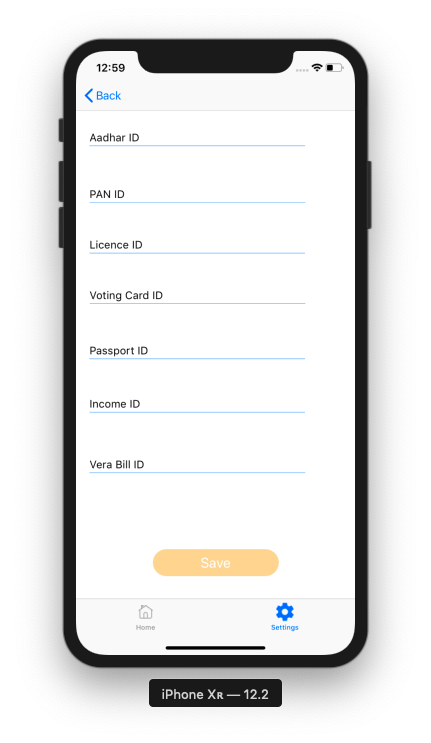 12:59
Back
Aadhar ID
PAN ID
Licence ID
Voting Card ID
Passport ID
Income ID
Vera Bill ID
Save
Home
Settings
iPhone Xʀ — 12.2